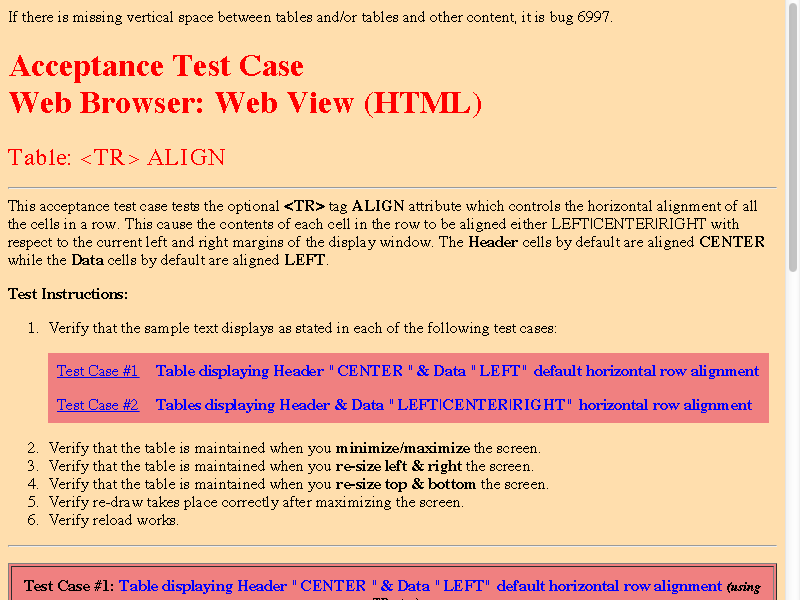 If there is missing vertical space between tables and/or tables and other content, it is bug 6997.
Acceptance Test Case
Web Browser: Web View (HTML)
Table: <TR> ALIGN
This acceptance test case tests the optional <TR> tag ALIGN attribute which controls the horizontal alignment of all
the cells in a row. This cause the contents of each cell in the row to be aligned either LEFT|CENTER|RIGHT with
respect to the current left and right margins of the display window. The Header cells by default are aligned CENTER
while the Data cells by default are aligned LEFT.
Test Instructions:
1. Verify that the sample text displays as stated in each of the following test cases:
Test Case #1 Table displaying Header "CENTER" & Data "LEFT" default horizontal row alignment
Test Case #2 Tables displaying Header & Data "LEFT|CENTER|RIGHT" horizontal row alignment
2. Verify that the table is maintained when you minimize/maximize the screen.
3. Verify that the table is maintained when you re-size left & right the screen.
4. Verify that the table is maintained when you re-size top & bottom the screen.
5. Verify re-draw takes place correctly after maximizing the screen.
6. Verify reload works.
Test Case #1: Table displaying Header "CENTER" & Data "LEFT" default horizontal row alignment (using